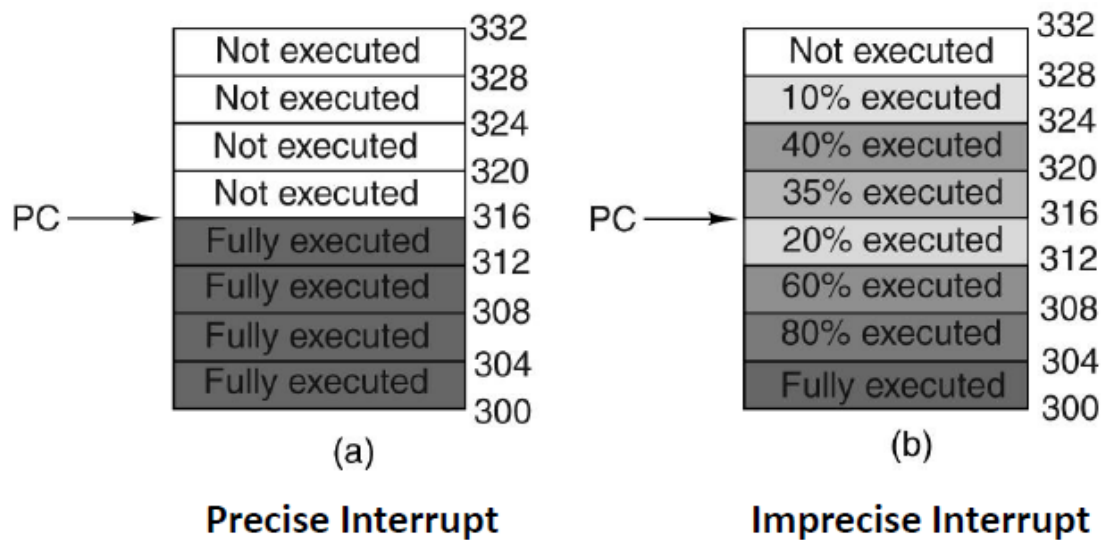 332
Not executed
328
Not executed
324
Not executed
320
Not executed
PC
316
Fully executed
312
Fully executed
308
Fully executed
304
Fully executed
300
(a)
Precise Interrupt
332
Not executed
328
10% executed
324
40% executed
320
35% executed
PC
316
20% executed
312
60% executed
308
80% executed
304
Fully executed
300
(b)
Imprecise Interrupt